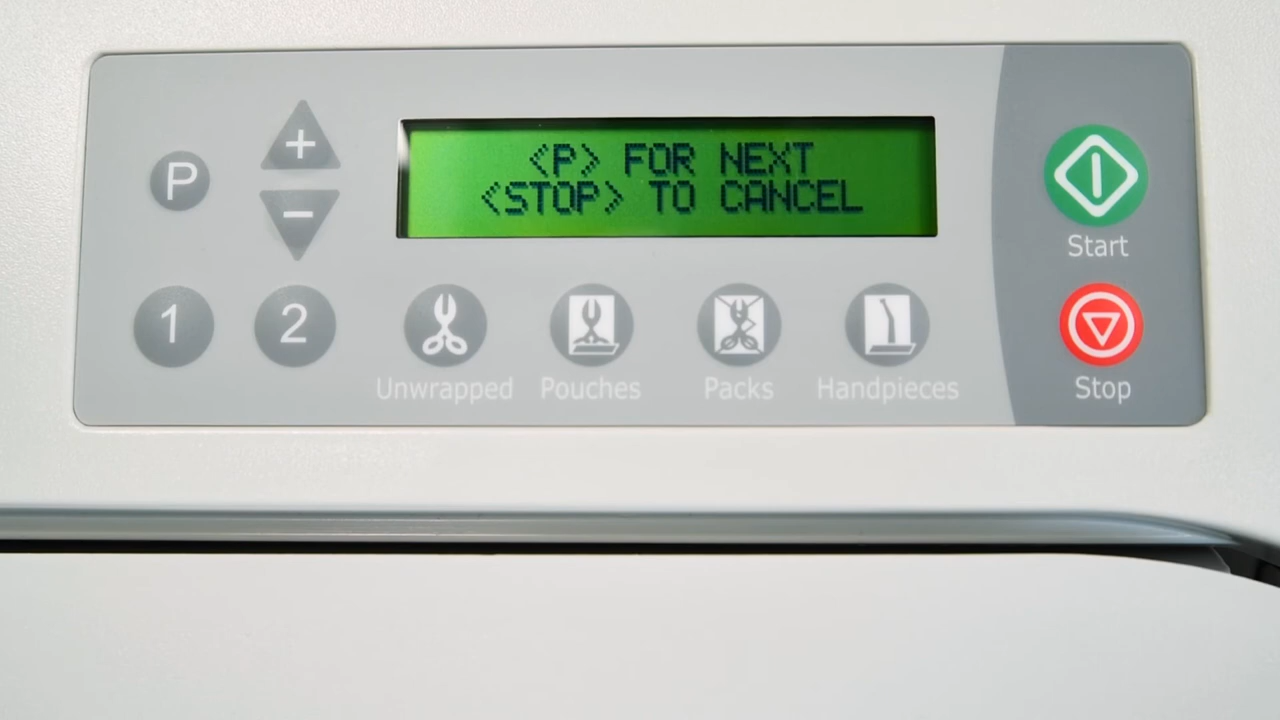 P
+
−
<P> FOR NEXT
<STOP> TO CANCEL
Start
1
2
Unwrapped
Pouches
Packs
Handpieces
Stop